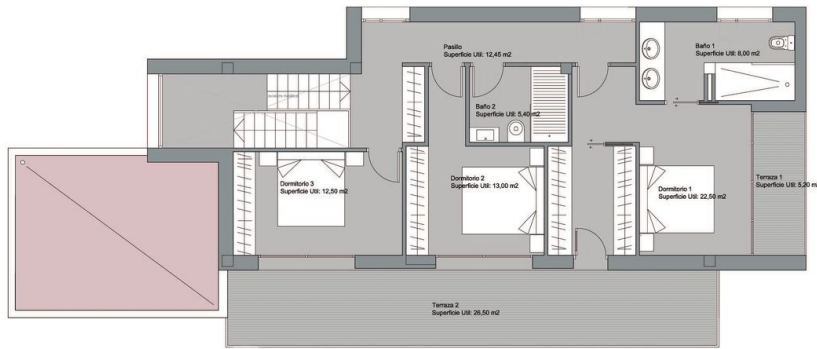 Pasillo
Superficie Util: 12,45 m2
Baño 1
Superficie Util: 8,00 m2
Baño 2
Superficie Util: 5,40 m2
Dormitorio 3
Superficie Util: 12,50 m2
Dormitorio 2
Superficie Util: 13,00 m2
Dormitorio 1
Superficie Util: 22,50 m2
Terraza 1
Superficie Util: 5,20 m2
Terraza 2
Superficie Util: 26,50 m2